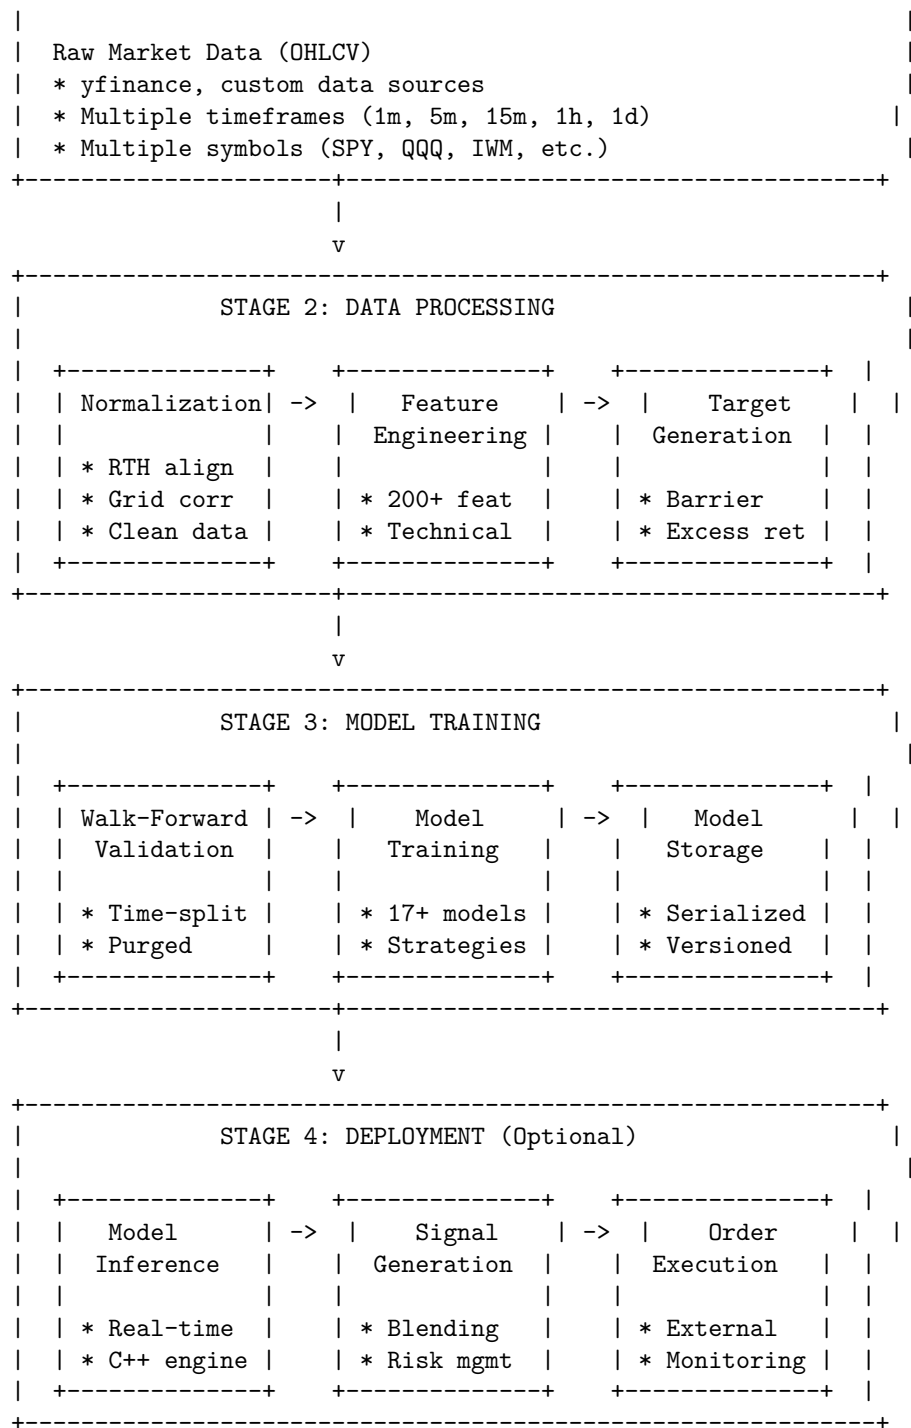 |                                                               |
|  Raw Market Data (OHLCV)                                      |
|  * yfinance, custom data sources                              |
|  * Multiple timeframes (1m, 5m, 15m, 1h, 1d)                 |
|  * Multiple symbols (SPY, QQQ, IWM, etc.)                     |
+----------------------+--------------------------------------+
                       |
                       v
+-------------------------------------------------------------+
|              STAGE 2: DATA PROCESSING                         |
|                                                               |
|  +--------------+    +--------------+    +--------------+  |
|  | Normalization| ->  |   Feature    | ->  |    Target    |  |
|  |              |    |  Engineering |    |  Generation  |  |
|  | * RTH align  |    |              |    |              |  |
|  | * Grid corr  |    | * 200+ feat  |    | * Barrier    |  |
|  | * Clean data |    | * Technical  |    | * Excess ret |  |
|  +--------------+    +--------------+    +--------------+  |
+----------------------+--------------------------------------+
                       |
                       v
+-------------------------------------------------------------+
|              STAGE 3: MODEL TRAINING                         |
|                                                               |
|  +--------------+    +--------------+    +--------------+  |
|  | Walk-Forward | ->  |    Model     | ->  |   Model      |  |
|  |  Validation  |    |   Training   |    |   Storage    |  |
|  |              |    |              |    |              |  |
|  | * Time-split |    | * 17+ models |    | * Serialized |  |
|  | * Purged     |    | * Strategies |    | * Versioned  |  |
|  +--------------+    +--------------+    +--------------+  |
+----------------------+--------------------------------------+
                       |
                       v
+-------------------------------------------------------------+
|              STAGE 4: DEPLOYMENT (Optional)                  |
|                                                               |
|  +--------------+    +--------------+    +--------------+  |
|  |   Model      | ->  |    Signal    | ->  |    Order     |  |
|  |  Inference   |    |  Generation  |    |  Execution   |  |
|  |              |    |              |    |              |  |
|  | * Real-time  |    | * Blending   |    | * External   |  |
|  | * C++ engine |    | * Risk mgmt  |    | * Monitoring |  |
|  +--------------+    +--------------+    +--------------+  |
+-------------------------------------------------------------+